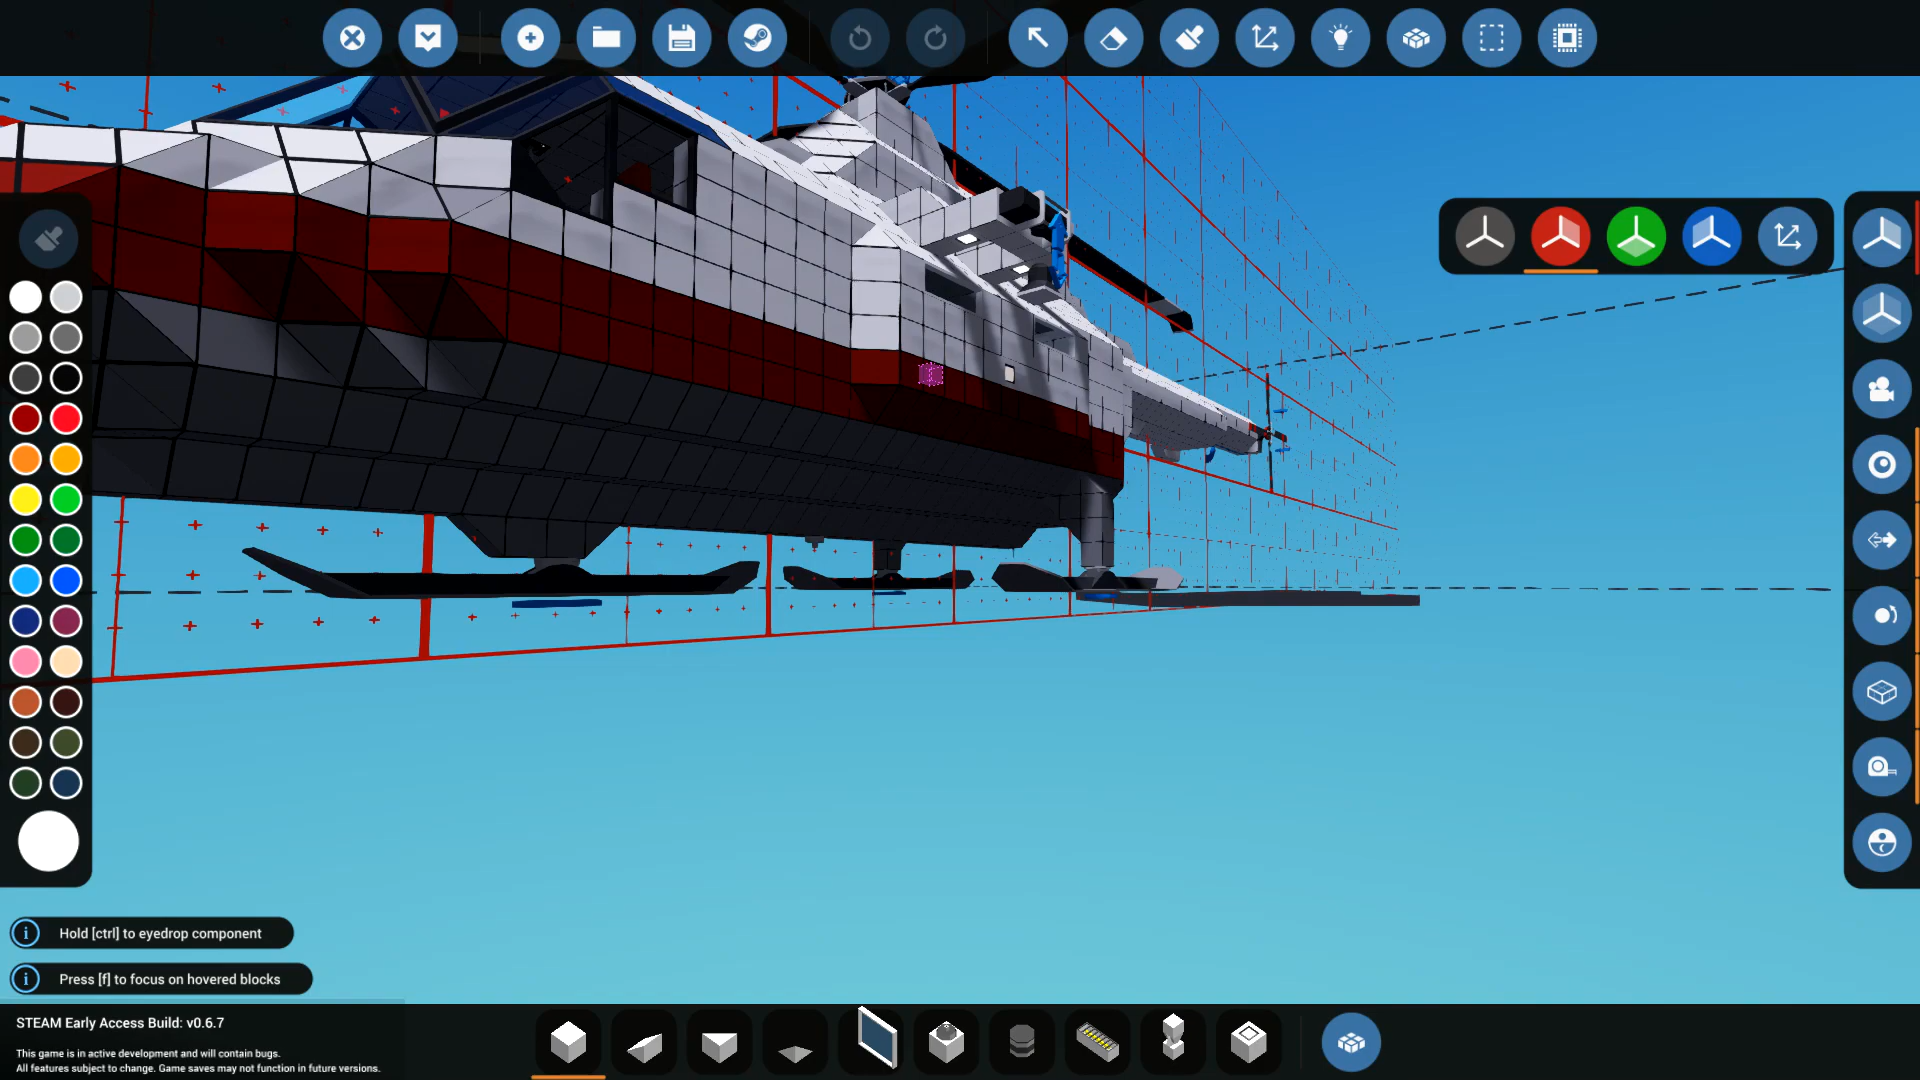 Hold [ctrl] to eyedrop component
Press [f] to focus on hovered blocks
STEAM Early Access Build: v0.6.7
This game is in active development and will contain bugs.
All features subject to change. Game saves may not function in future versions.